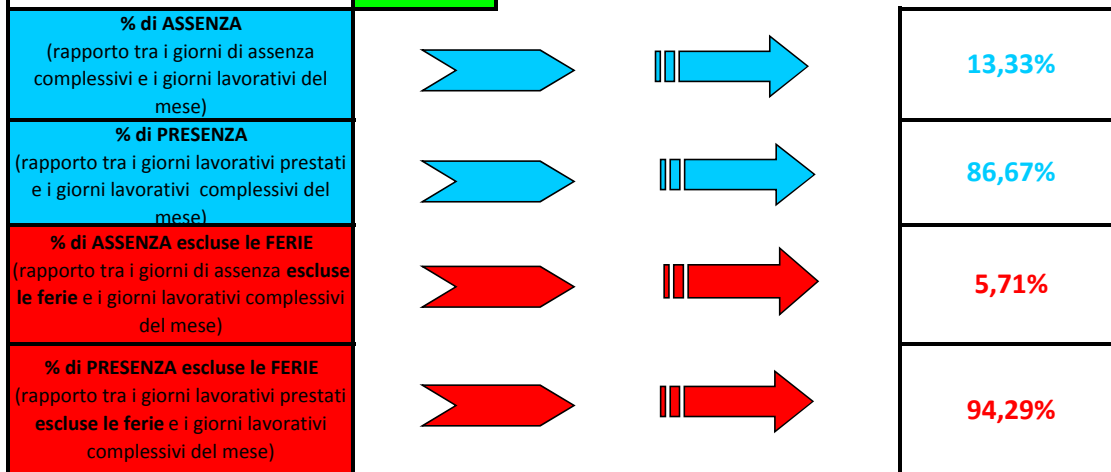 % di ASSENZA
(rapporto tra i giorni di assenza
complessivi e i giorni lavorativi del
mese)
13,33%
% di PRESENZA
(rapporto tra i giorni lavorativi prestati
e i giorni lavorativi complessivi del
mese)
86,67%
% di ASSENZA escluse le FERIE
(rapporto tra i giorni di assenza escluse
le ferie e i giorni lavorativi complessivi
del mese)
5,71%
% di PRESENZA escluse le FERIE
(rapporto tra i giorni lavorativi prestati
escluse le ferie e i giorni lavorativi
complessivi del mese)
94,29%